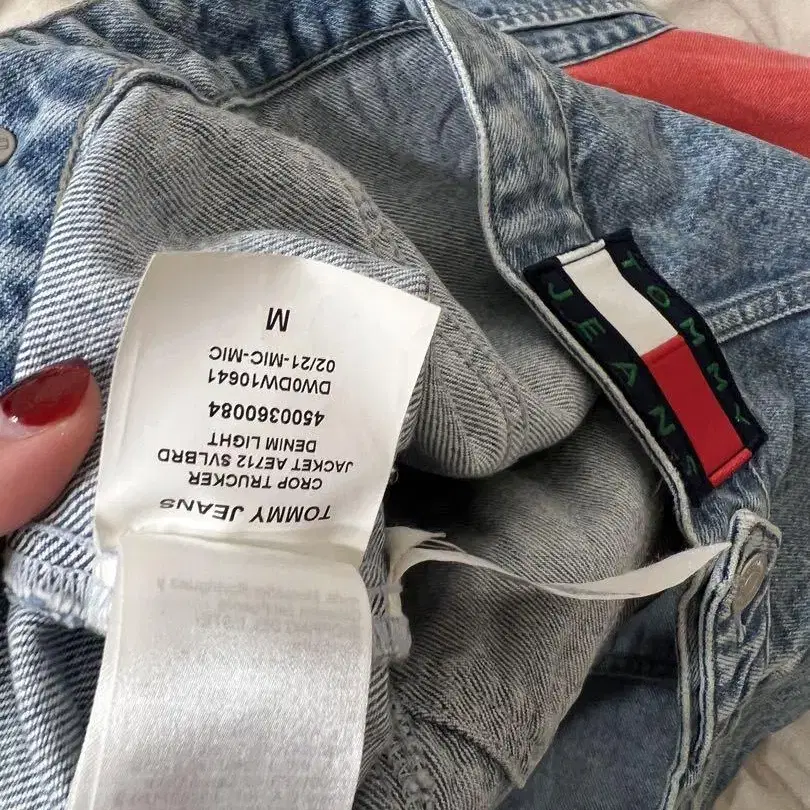 TOMMY JEANS
CROP TRUCKER
JACKET AE712 SVLBRD
DENIM LIGHT
4500360084
DW0DW10641
02/21-MIC-MIC
M
TOMMY
JEANS